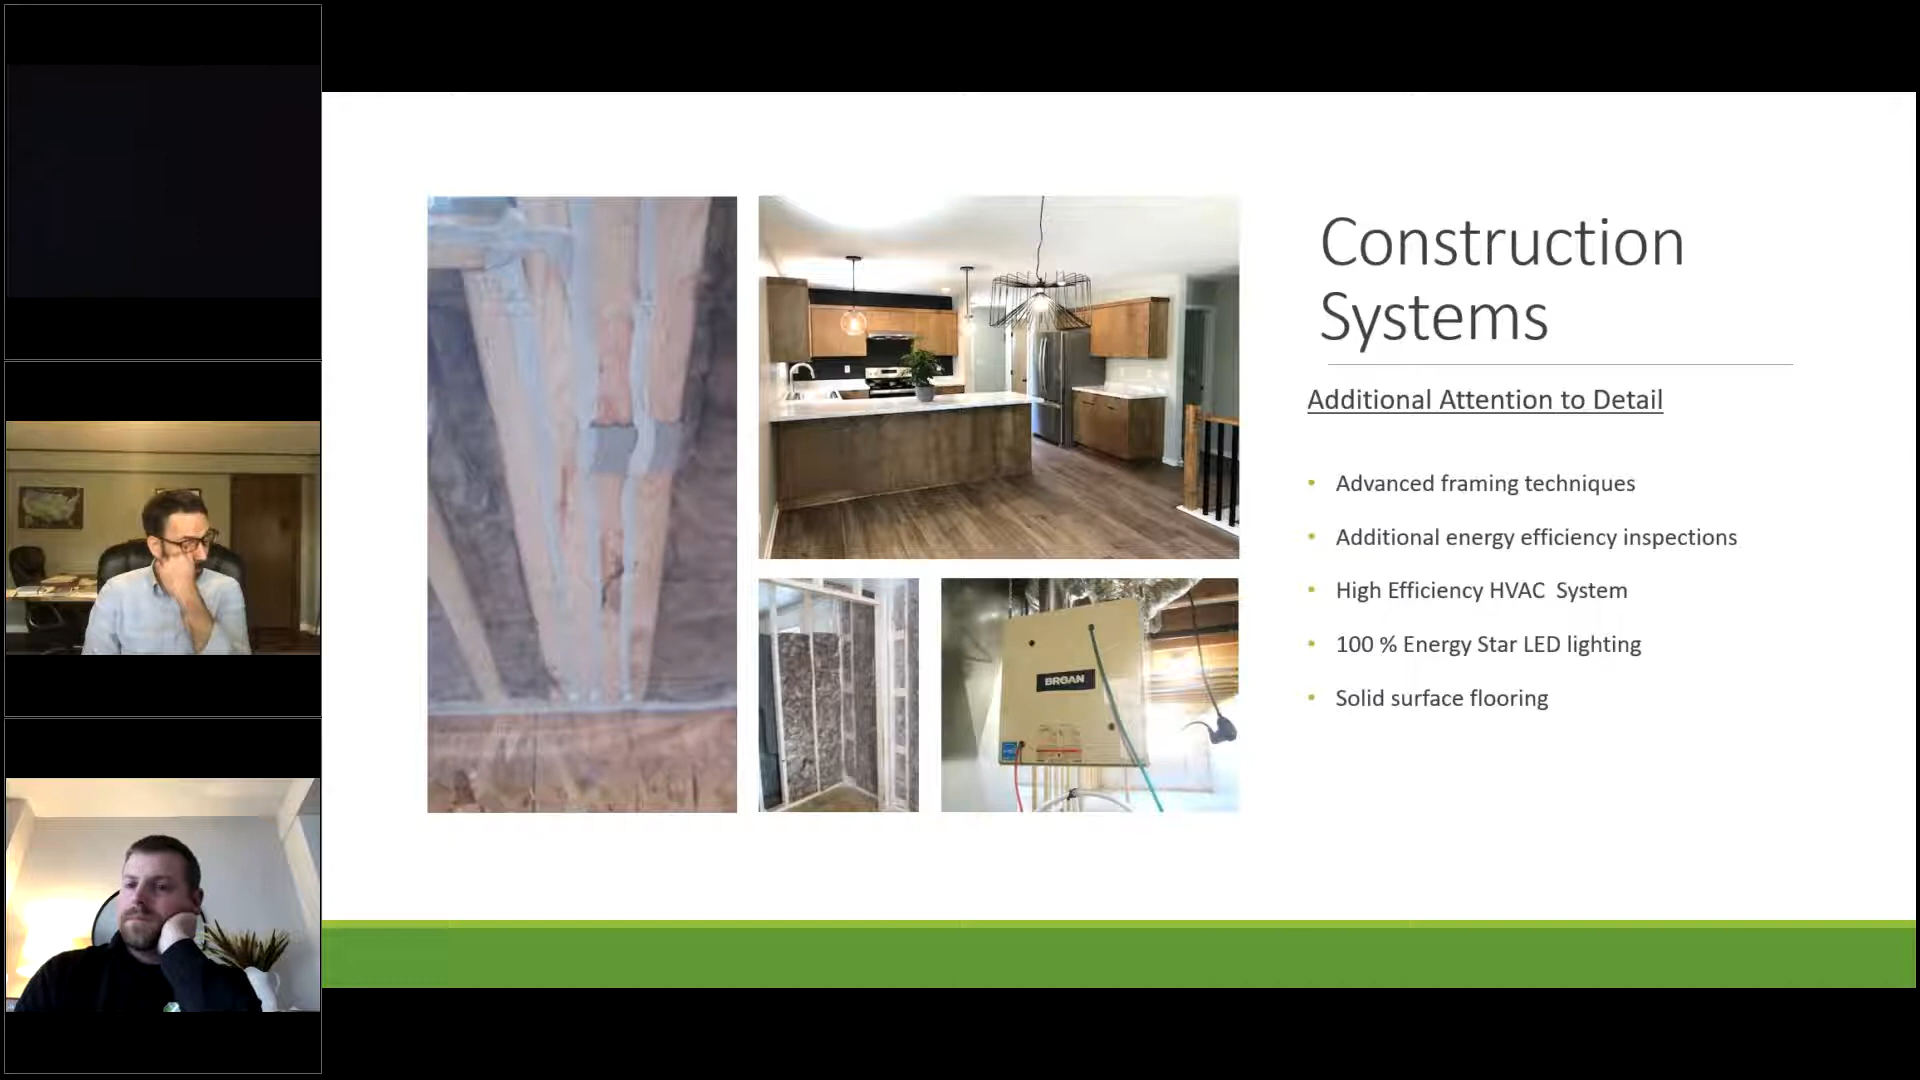 Construction
Systems
Additional Attention to Detail
• Advanced framing techniques
• Additional energy efficiency inspections
• High Efficiency HVAC  System
• 100 % Energy Star LED lighting
• Solid surface flooring
BROAN